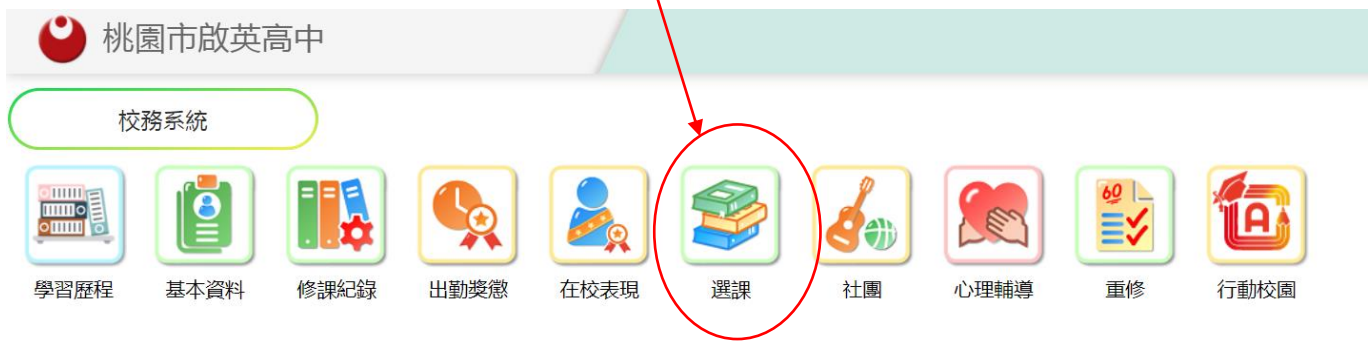 桃園市啟英高中
校務系統
60
A
學習歷程 基本資料 修課紀錄 出勤獎懲 在校表現 選課 社團 心理輔導 重修 行動校園